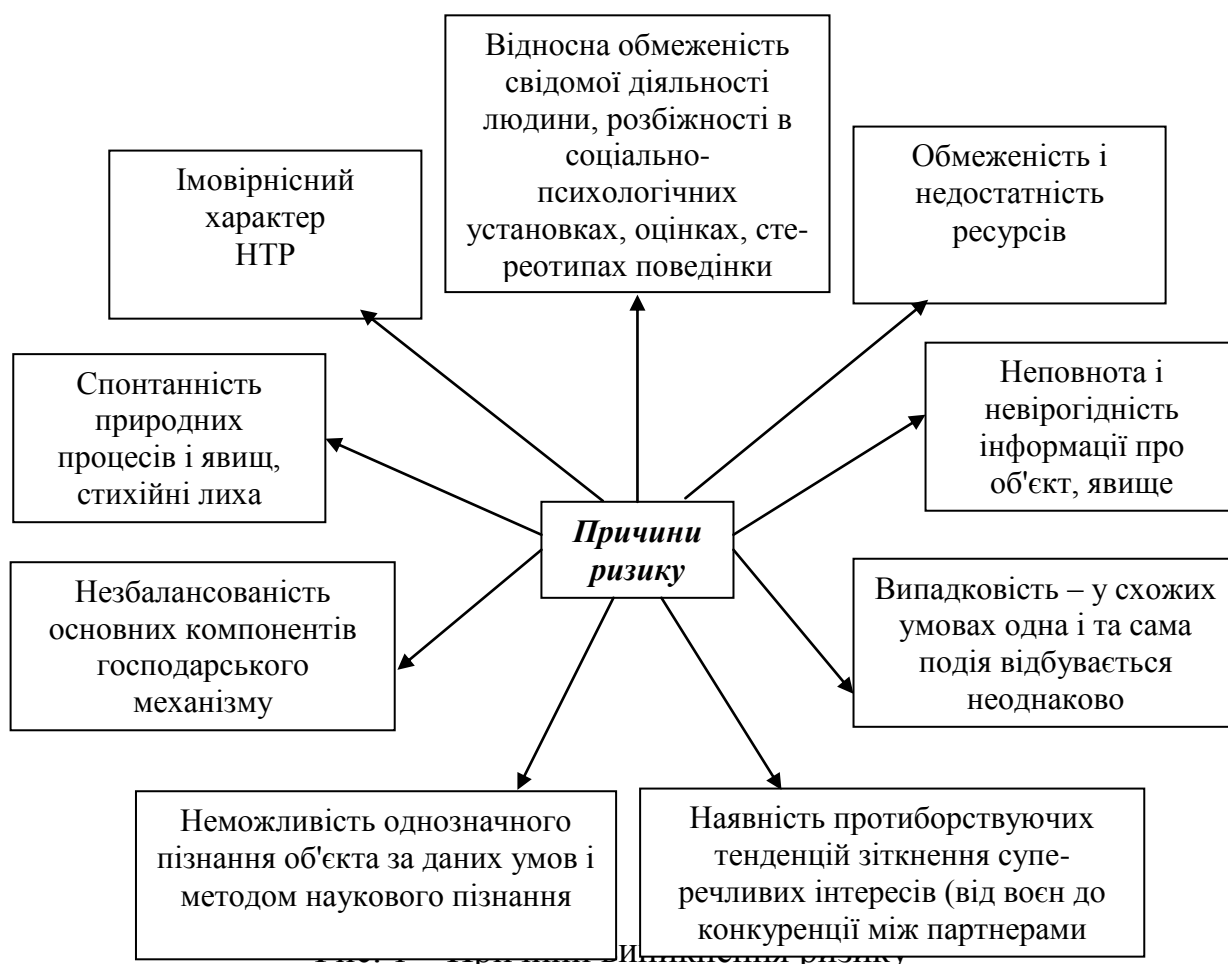 Відносна обмеженість
свідомої діяльності
людини, розбіжності в
соціально-
психологічних
установках, оцінках, сте-
реотипах поведінки
Імовірнісний
характер
НТР
Обмеженість і
недостатність
ресурсів
Спонтанність
природних
процесів і явищ,
стихійні лиха
Неповнота і
невірогідність
інформації про
об'єкт, явище
Причини
ризику
Незбалансованість
основних компонентів
господарського
механізму
Випадковість – у схожих
умовах одна і та сама
подія відбувається
неоднаково
Неможливість однозначного
пізнання об'єкта за даних умов і
методом наукового пізнання
Наявність протиборствуючих
тенденцій зіткнення супе-
речливих інтересів (від воєн до
конкуренції між партнерами
ризику